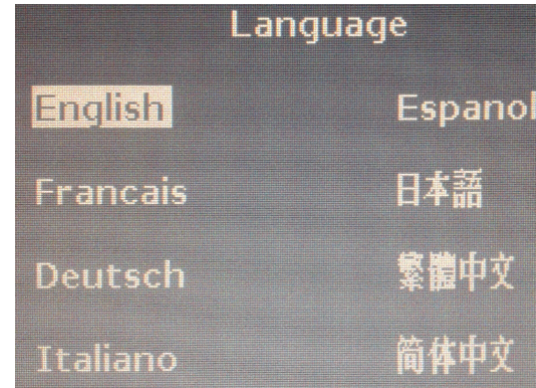 Language
English Espanol
Francais 日本語
Deutsch 繁體中文
Italiano 简体中文